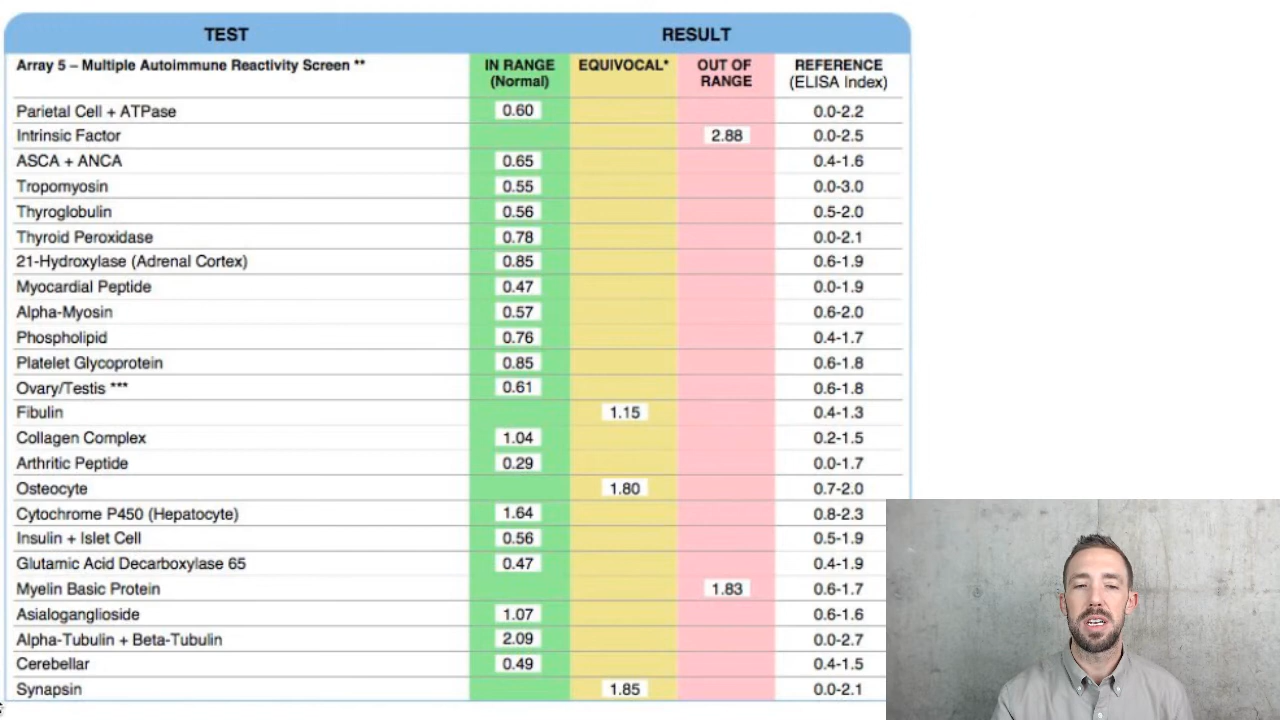 TEST RESULT
Array 5 – Multiple Autoimmune Reactivity Screen ** IN RANGE (Normal) EQUIVOCAL* OUT OF RANGE REFERENCE (ELISA Index)
Parietal Cell + ATPase 0.60 0.0-2.2
Intrinsic Factor 2.88 0.0-2.5
ASCA + ANCA 0.65 0.4-1.6
Tropomyosin 0.55 0.0-3.0
Thyroglobulin 0.56 0.5-2.0
Thyroid Peroxidase 0.78 0.0-2.1
21-Hydroxylase (Adrenal Cortex) 0.85 0.6-1.9
Myocardial Peptide 0.47 0.0-1.9
Alpha-Myosin 0.57 0.6-2.0
Phospholipid 0.76 0.4-1.7
Platelet Glycoprotein 0.85 0.6-1.8
Ovary/Testis *** 0.61 0.6-1.8
Fibulin 1.15 0.4-1.3
Collagen Complex 1.04 0.2-1.5
Arthritic Peptide 0.29 0.0-1.7
Osteocyte 1.80 0.7-2.0
Cytochrome P450 (Hepatocyte) 1.64 0.8-2.3
Insulin + Islet Cell 0.56 0.5-1.9
Glutamic Acid Decarboxylase 65 0.47 0.4-1.9
Myelin Basic Protein 1.83 0.6-1.7
Asialoganglioside 1.07 0.6-1.6
Alpha-Tubulin + Beta-Tubulin 2.09 0.0-2.7
Cerebellar 0.49 0.4-1.5
Synapsin 1.85 0.0-2.1